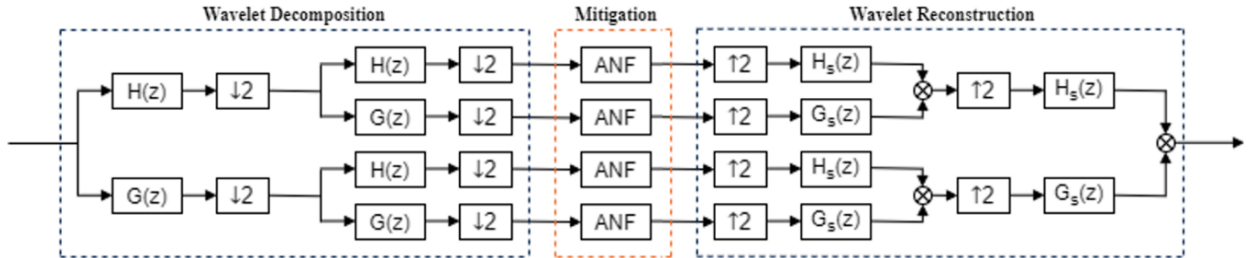 Wavelet Decomposition Mitigation Wavelet Reconstruction
H(z) ↓2 ANF ↑2 Hs(z)
H(z) ↓2 ↑2 Hs(z)
G(z) ↓2 ANF ↑2 Gs(z)
H(z) ↓2 ANF ↑2 Hs(z)
G(z) ↓2 ↑2 Gs(z)
G(z) ↓2 ANF ↑2 Gs(z)